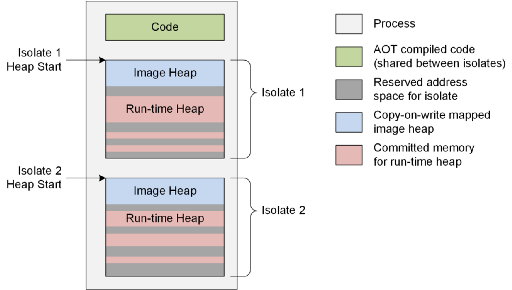 Code
Isolate 1
Heap Start
Image Heap
Run-time Heap
Isolate 1
Isolate 2
Heap Start
Image Heap
Run-time Heap
Isolate 2
Process
AOT compiled code
(shared between isolates)
Reserved address
space for isolate
Copy-on-write mapped
image heap
Committed memory
for run-time heap